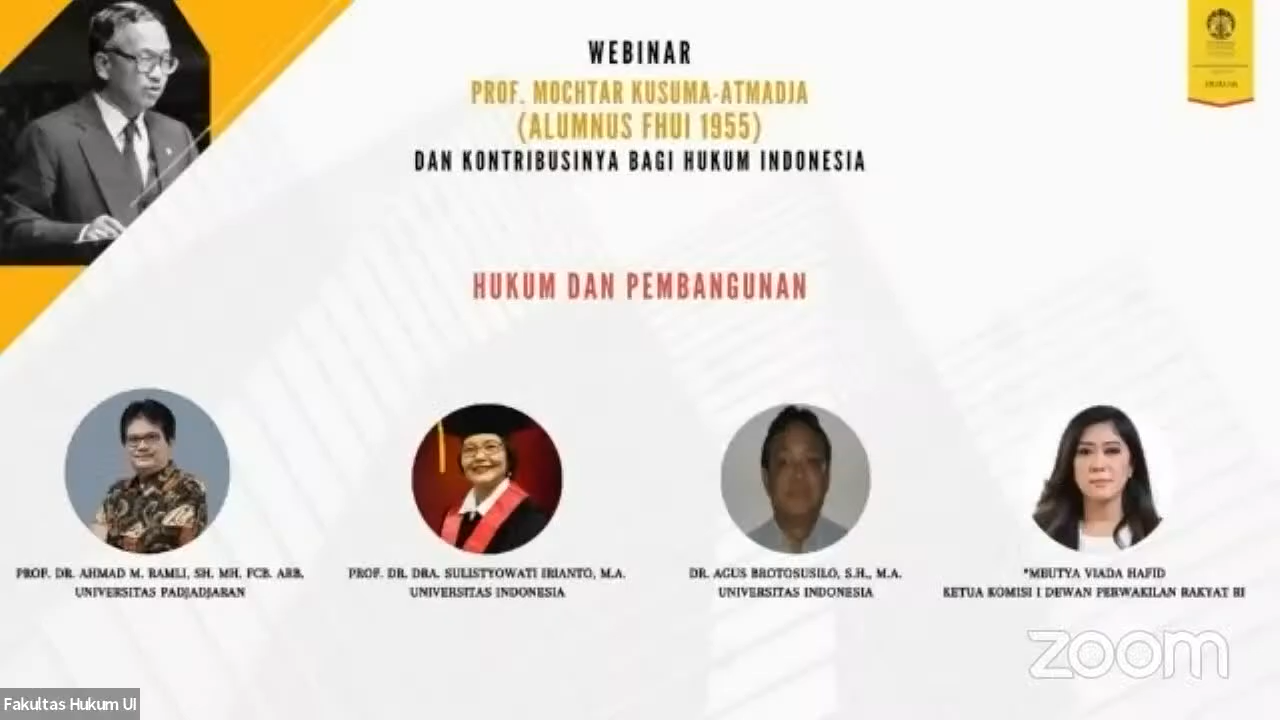 WEBINAR
PROF. MOCHTAR KUSUMA-ATMADJA
(ALUMNUS FHUI 1955)
DAN KONTRIBUSINYA BAGI HUKUM INDONESIA
HUKUM DAN PEMBANGUNAN
PROF. DR. AHMAD M. RAMLI, SH. MH. FCB. ARB.
UNIVERSITAS PADJADJARAN
PROF. DR. DRA. SULISTYOWATI IRIANTO, M.A.
UNIVERSITAS INDONESIA
DR. AGUS BROTOSUSILO, S.H., M.A.
UNIVERSITAS INDONESIA
*MEUTYA VIADA HAFID
KETUA KOMISI I DEWAN PERWAKILAN RAKYAT RI
zoom
Fakultas Hukum UI